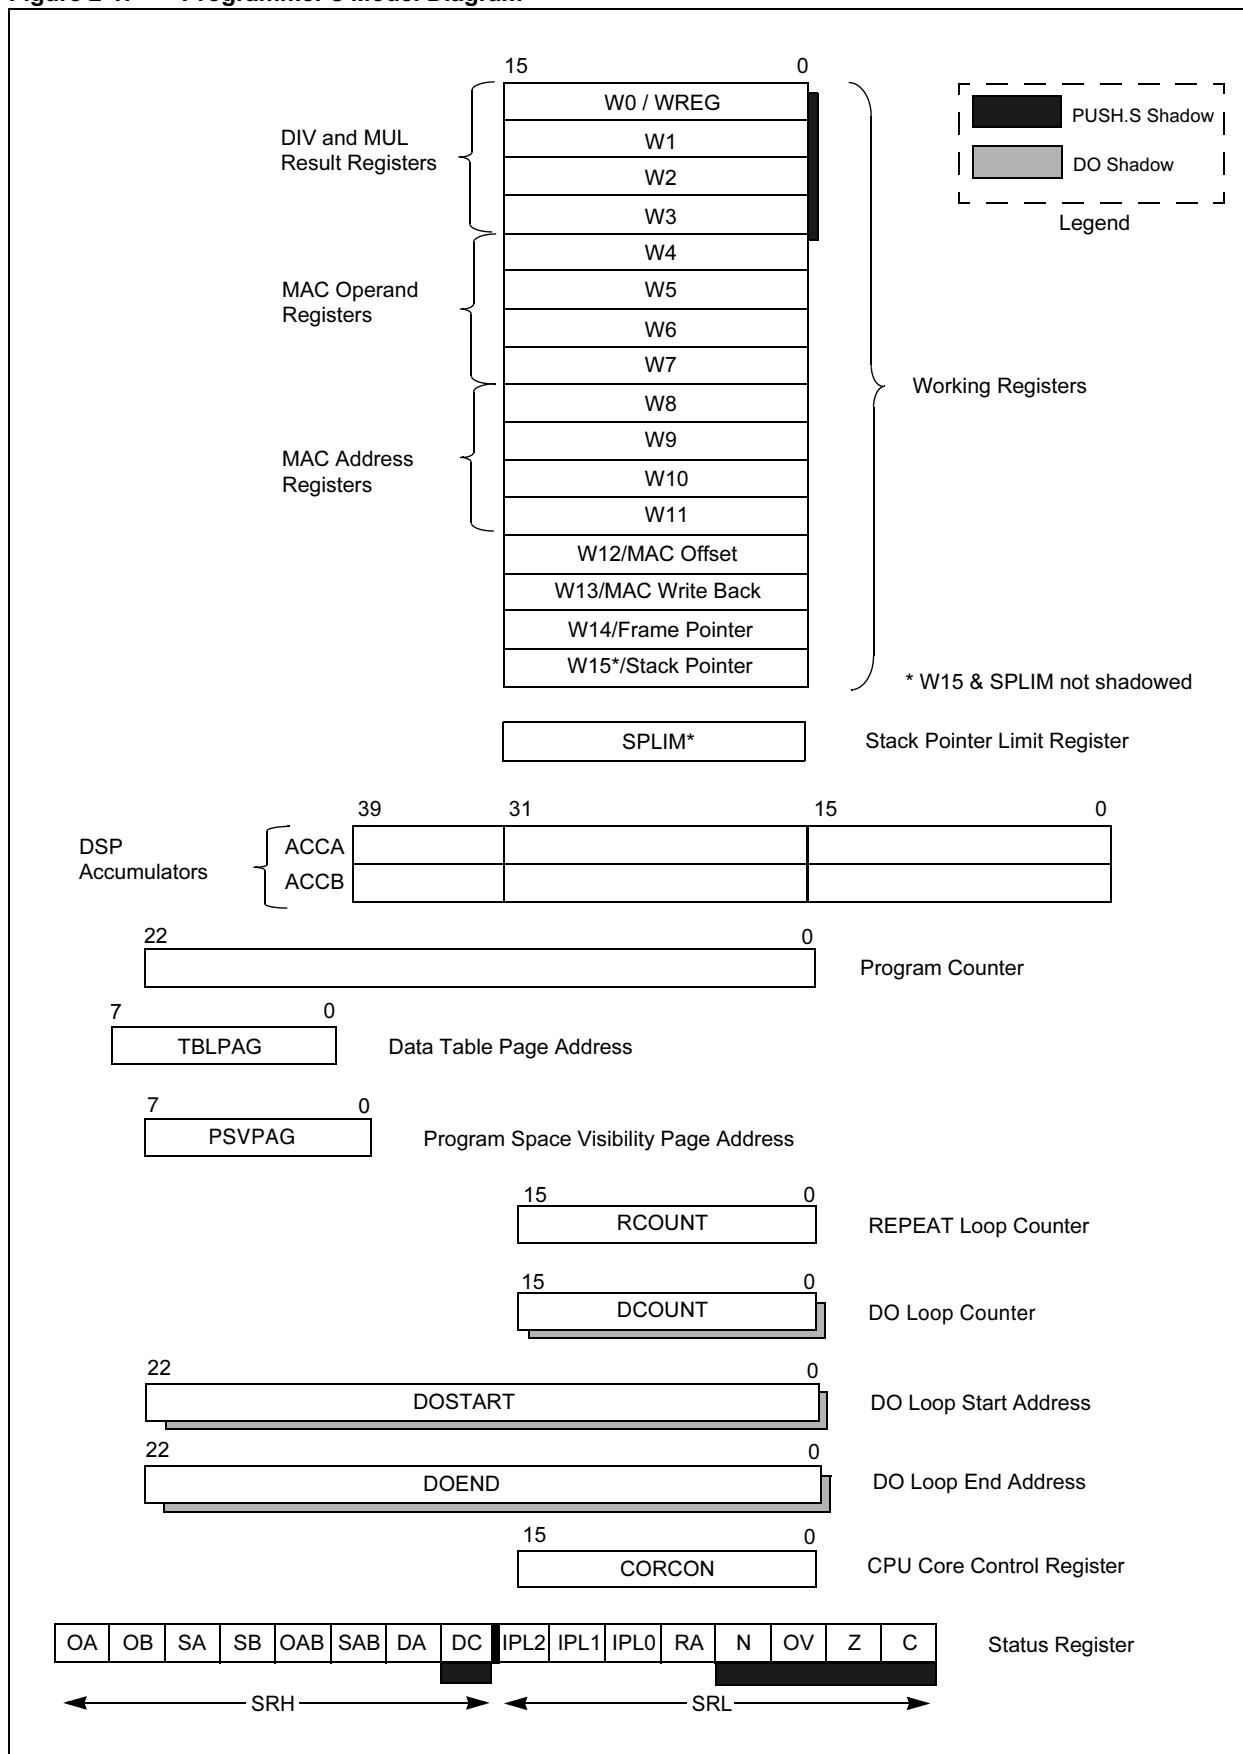 Figure 2-1: Programmer's Model Diagram
15 0
W0 / WREG
PUSH.S Shadow
DIV and MUL
Result Registers
W1
DO Shadow
W2
W3
Legend
W4
MAC Operand
Registers
W5
W6
W7
Working Registers
W8
W9
MAC Address
Registers
W10
W11
W12/MAC Offset
W13/MAC Write Back
W14/Frame Pointer
W15*/Stack Pointer
* W15 & SPLIM not shadowed
SPLIM* Stack Pointer Limit Register
39 31 15 0
DSP
Accumulators
ACCA
ACCB
22 0
Program Counter
7 0
TBLPAG Data Table Page Address
7 0
PSVPAG Program Space Visibility Page Address
15 0
RCOUNT REPEAT Loop Counter
15 0
DCOUNT DO Loop Counter
22 0
DOSTART DO Loop Start Address
22 0
DOEND DO Loop End Address
15 0
CORCON CPU Core Control Register
OA OB SA SB OAB SAB DA DC IPL2 IPL1 IPL0 RA N OV Z C Status Register
SRH SRL